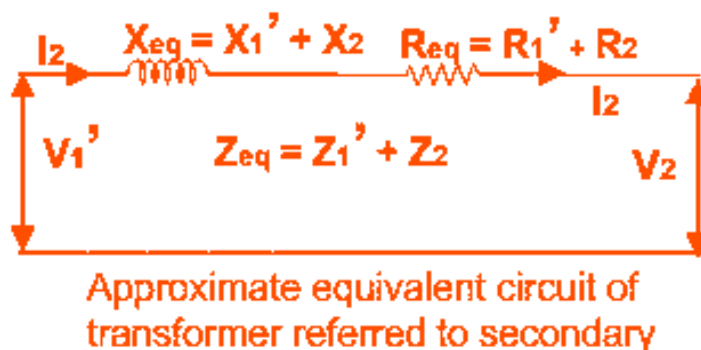 I2 Xeq = X1’ + X2 Req = R1’ + R2
I2
V1’ Zeq = Z1’ + Z2 V2
Approximate equivalent circuit of
transformer referred to secondary